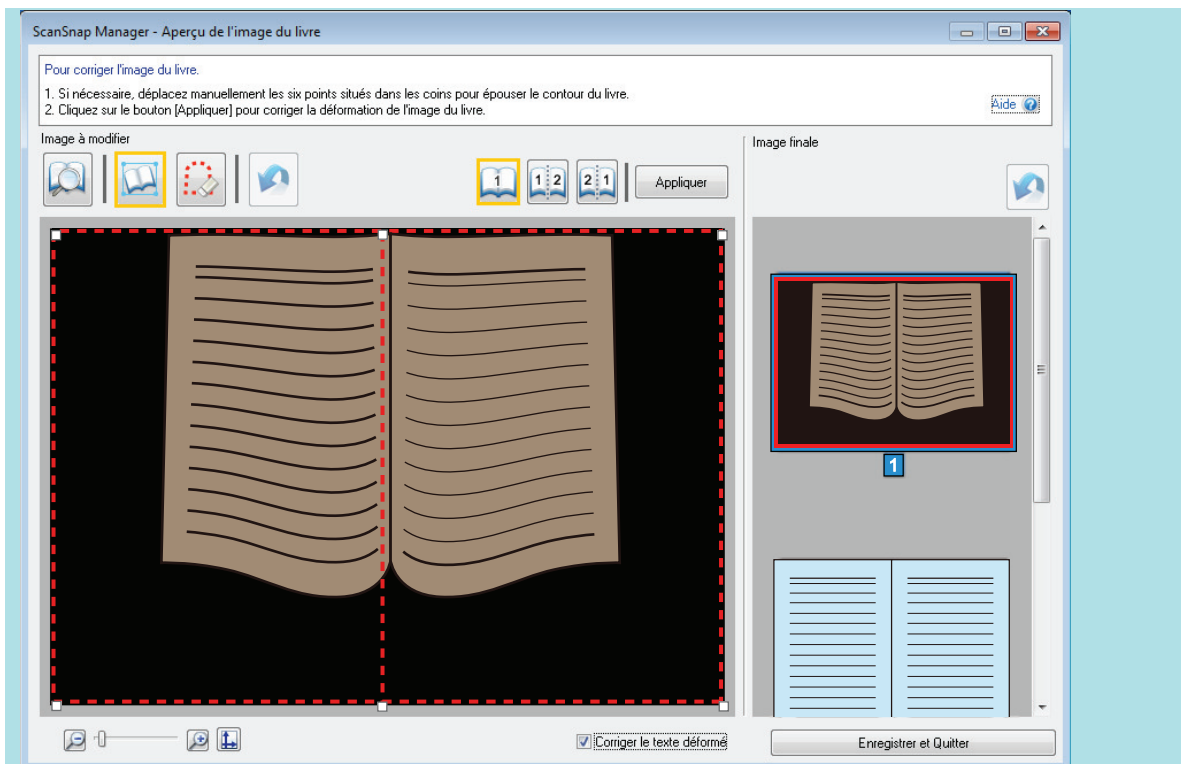 ScanSnap Manager - Aperçu de l'image du livre
Pour corriger l'image du livre.
1. Si nécessaire, déplacez manuellement les six points situés dans les coins pour épouser le contour du livre.
2. Cliquez sur le bouton [Appliquer] pour corriger la déformation de l'image du livre.
Aide
Image à modifier
1
1 2
2 1
Appliquer
Image finale
1
Corriger le texte déformé
Enregistrer et Quitter